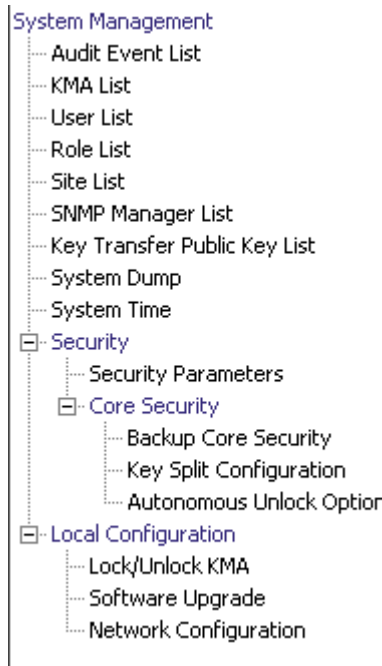 System Management
Audit Event List
KMA List
User List
Role List
Site List
SNMP Manager List
Key Transfer Public Key List
System Dump
System Time
Security
Security Parameters
Core Security
Backup Core Security
Key Split Configuration
Autonomous Unlock Option
Local Configuration
Lock/Unlock KMA
Software Upgrade
Network Configuration